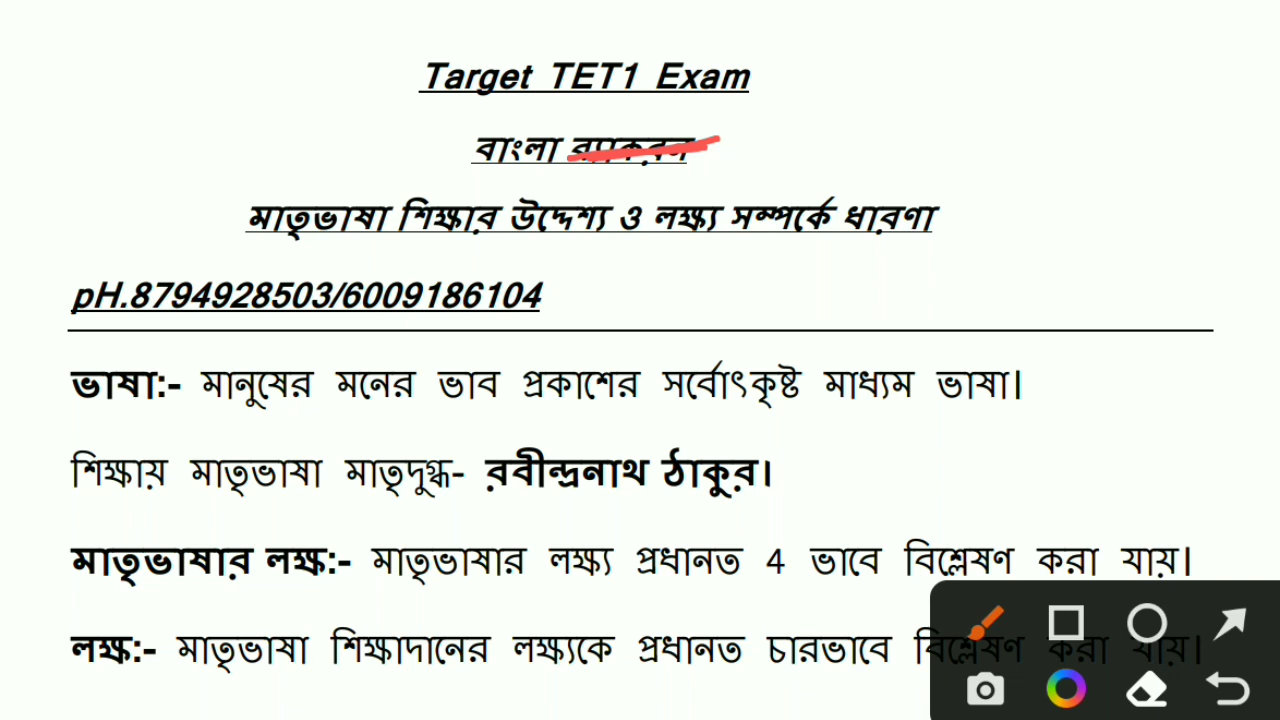 Target TET1 Exam
বাংলা ব্যাকরন
মাতৃভাষা শিক্ষার উদ্দেশ্য ও লক্ষ্য সম্পর্কে ধারণা
pH.8794928503/6009186104
ভাষা:- মানুষের মনের ভাব প্রকাশের সর্বোৎকৃষ্ট মাধ্যম ভাষা।
শিক্ষায় মাতৃভাষা মাতৃদুগ্ধ- রবীন্দ্রনাথ ঠাকুর।
মাতৃভাষার লক্ষ:- মাতৃভাষার লক্ষ্য প্রধানত 4 ভাবে বিশ্লেষণ করা যায়।
লক্ষ:- মাতৃভাষা শিক্ষাদানের লক্ষ্যকে প্রধানত চারভাবে বিশ্লেষণ করা যায়।